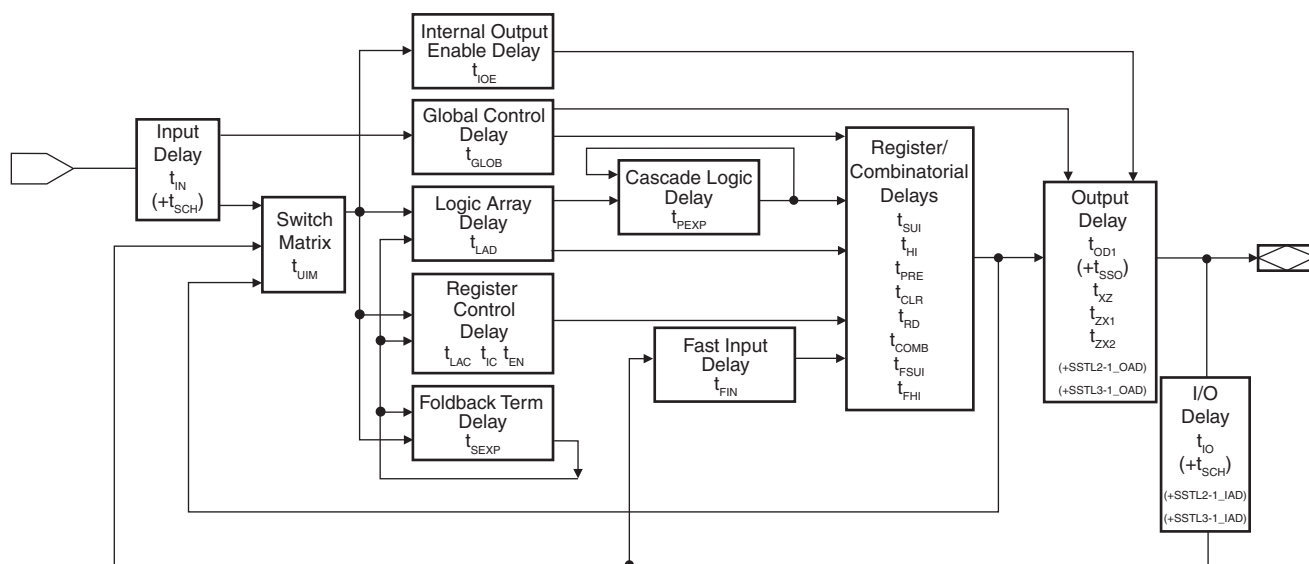 Internal Output
Enable Delay
tIOE
Input
Delay
tIN
(+tSCH)
Global Control
Delay
tGLOB
Switch
Matrix
tUIM
Logic Array
Delay
tLAD
Cascade Logic
Delay
tPEXP
Register
Control
Delay
tLAC tIC tEN
Foldback Term
Delay
tSEXP
Fast Input
Delay
tFIN
Register/
Combinatorial
Delays
tSUI
tHI
tPRE
tCLR
tRD
tCOMB
tFSUI
tFHI
Output
Delay
tOD1
(+tSSO)
tXZ
tZX1
tZX2
(+SSTL2-1_OAD)
(+SSTL3-1_OAD)
I/O
Delay
tIO
(+tSCH)
(+SSTL2-1_IAD)
(+SSTL3-1_IAD)